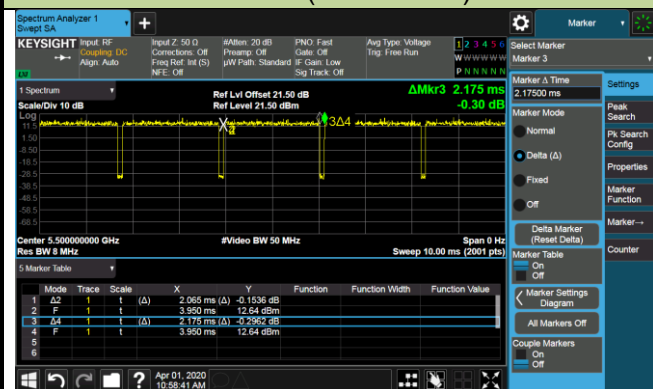 Spectrum Analyzer 1
Swept SA
+
Marker
KEYSIGHT
Input: RF
Coupling: DC
Align: Auto
Input Z: 50 Ω
Corrections: Off
Freq Ref: Int (S)
NFE: Off
#Atten: 20 dB
Preamp: Off
µW Path: Standard
PNO: Fast
Gate: Off
IF Gain: Low
Sig Track: Off
Avg Type: Voltage
Trig: Free Run
1 2 3 4 5 6
W W W W W W
P N N N N N
LM
Select Marker
Marker 3
1 Spectrum
Scale/Div 10 dB
Log
Ref Lvl Offset 21.50 dB
Ref Level 21.50 dBm
ΔMkr3 2.175 ms
-0.30 dB
11.5
1.50
-8.50
-18.5
-28.5
-38.5
-48.5
-58.5
-68.5
3Δ4
Center 5.500000000 GHz
Res BW 8 MHz
#Video BW 50 MHz
Span 0 Hz
Sweep 10.00 ms (2001 pts)
5 Marker Table
Mode Trace Scale X Y Function Function Width Function Value
1 Δ2 1 t (Δ) 2.065 ms (Δ) -0.1536 dB
2 F 1 t 3.950 ms 12.64 dBm
3 Δ4 1 t (Δ) 2.175 ms (Δ) -0.2962 dB
4 F 1 t 3.950 ms 12.64 dBm
5
6
Marker Δ Time
2.17500 ms
Marker Mode
Normal
Delta (Δ)
Fixed
Off
Delta Marker
(Reset Delta)
Marker Table
On
Off
Marker Settings
Diagram
All Markers Off
Couple Markers
On
Off
Settings
Peak
Search
Pk Search
Config
Properties
Marker
Function
Marker→
Counter
?
Apr 01, 2020
10:58:41 AM